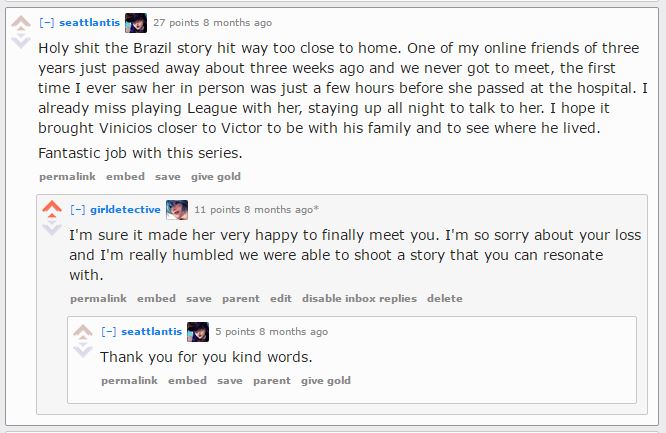 [–] seattlantis 27 points 8 months ago
Holy shit the Brazil story hit way too close to home. One of my online friends of three
years just passed away about three weeks ago and we never got to meet, the first
time I ever saw her in person was just a few hours before she passed at the hospital. I
already miss playing League with her, staying up all night to talk to her. I hope it
brought Vinicios closer to Victor to be with his family and to see where he lived.
Fantastic job with this series.
permalink embed save give gold
[–] girldetective 11 points 8 months ago*
I'm sure it made her very happy to finally meet you. I'm so sorry about your loss
and I'm really humbled we were able to shoot a story that you can resonate
with.
permalink embed save parent edit disable inbox replies delete
[–] seattlantis 5 points 8 months ago
Thank you for you kind words.
permalink embed save parent give gold